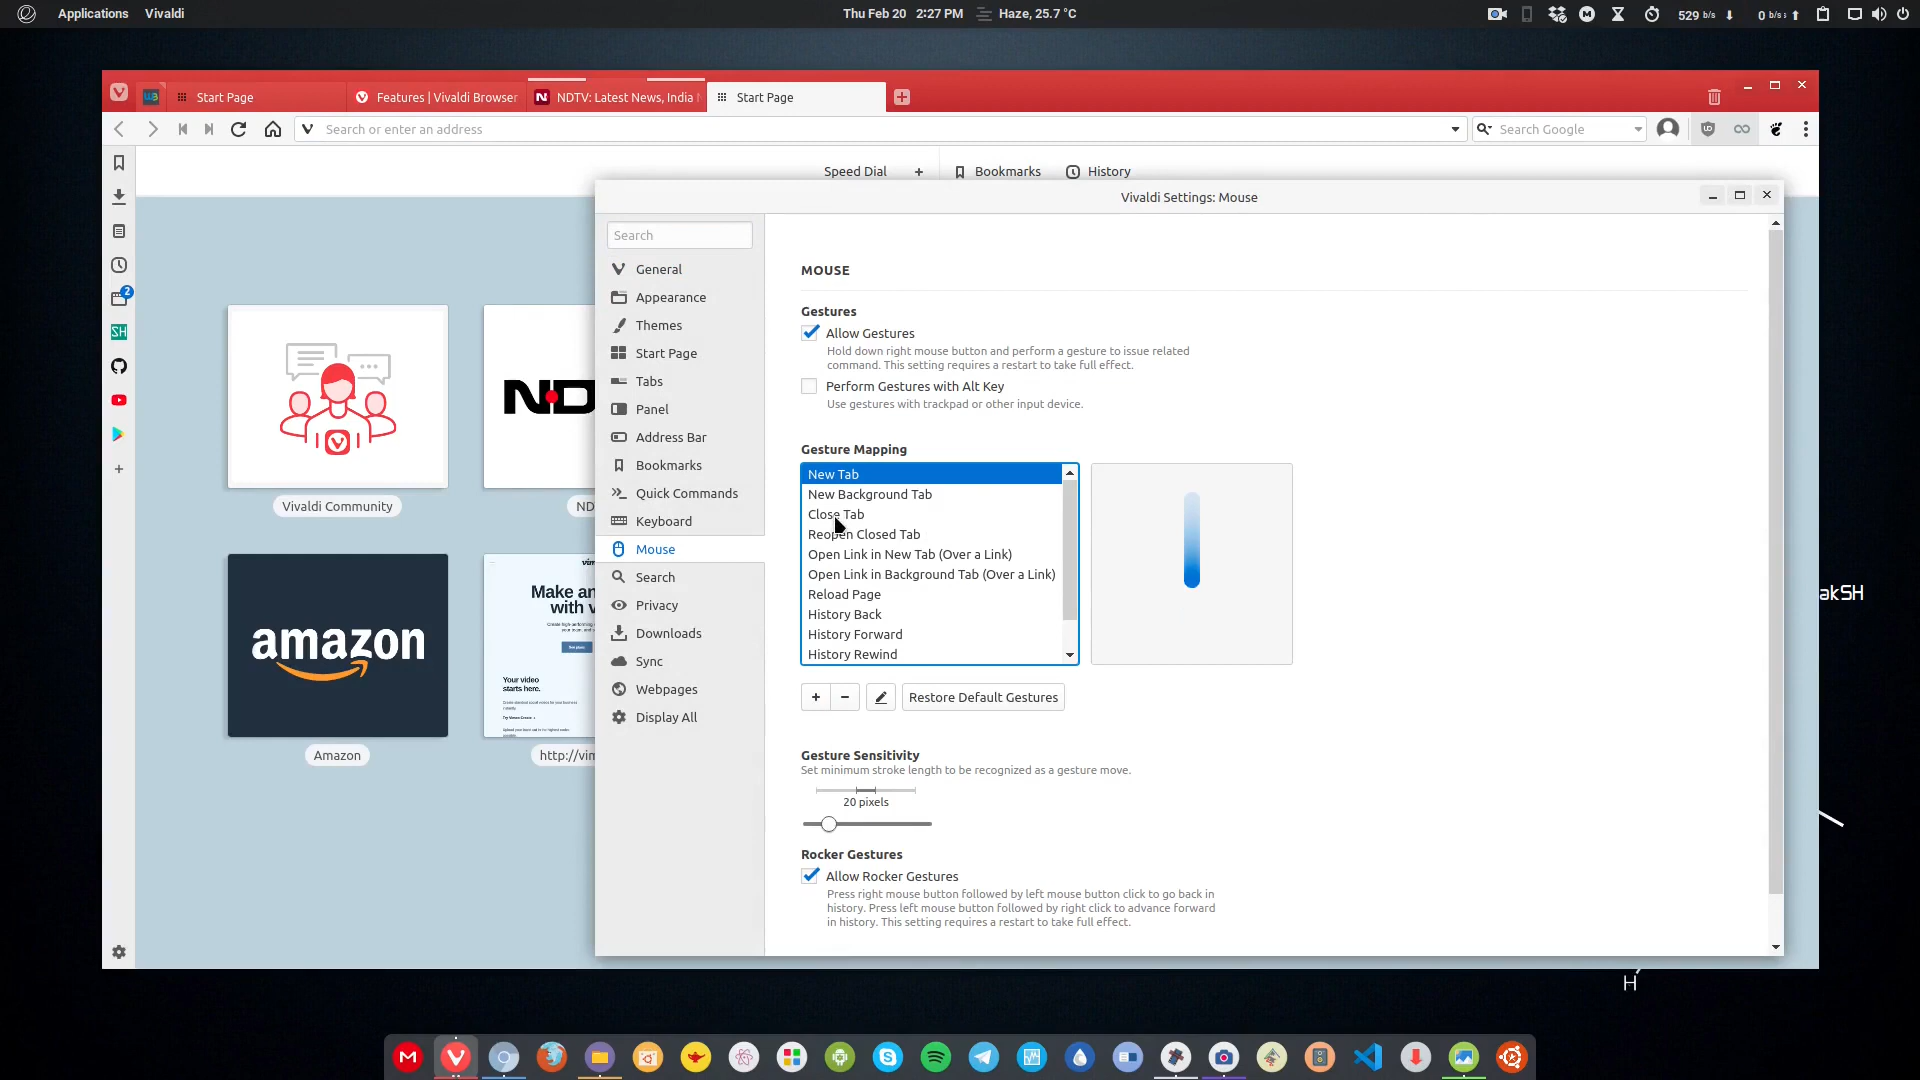 Applications Vivaldi Thu Feb 20 2:27 PM Haze, 25.7 °C 529 b/s 0 b/s
Start Page Features | Vivaldi Browser NDTV: Latest News, India Start Page
Search or enter an address Search Google
Speed Dial + Bookmarks History
Vivaldi Settings: Mouse
Search
General
Appearance
Themes
Start Page
Tabs
Panel
Address Bar
Bookmarks
Quick Commands
Keyboard
Mouse
Search
Privacy
Downloads
Sync
Webpages
Display All
MOUSE
Gestures
Allow Gestures
Hold down right mouse button and perform a gesture to issue related
command. This setting requires a restart to take full effect.
Perform Gestures with Alt Key
Use gestures with trackpad or other input device.
Gesture Mapping
New Tab
New Background Tab
Close Tab
Reopen Closed Tab
Open Link in New Tab (Over a Link)
Open Link in Background Tab (Over a Link)
Reload Page
History Back
History Forward
History Rewind
+ − Restore Default Gestures
Gesture Sensitivity
Set minimum stroke length to be recognized as a gesture move.
20 pixels
Rocker Gestures
Allow Rocker Gestures
Press right mouse button followed by left mouse button click to go back in
history. Press left mouse button followed by right click to advance forward
in history. This setting requires a restart to take full effect.
2
SH
ND
Vivaldi Community
ND
amazon
Make an
with v
Your video
starts here.
Amazon
http://vim
akSH
H